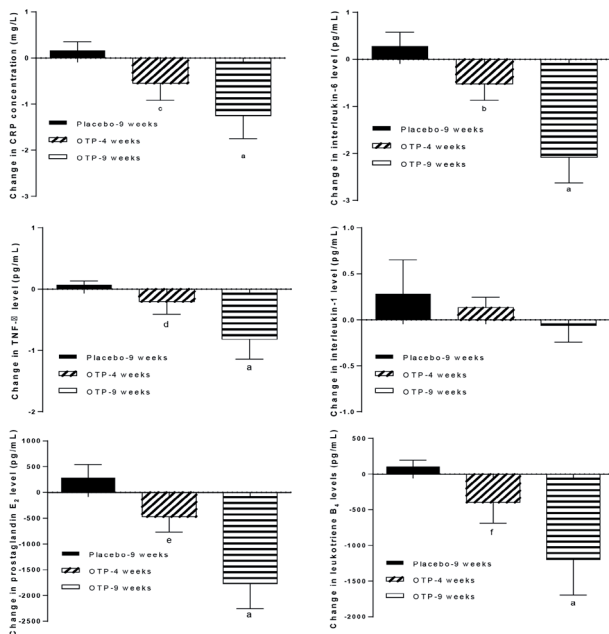 Change in CRP concentration (mg/L)
1
0
-1
-2
-3
c
a
Placebo-9 weeks
OTP-4 weeks
OTP-9 weeks
Change in interleukin-6 level (pg/mL)
1
0
-1
-2
-3
b
a
Placebo-9 weeks
OTP-4 weeks
OTP-9 weeks
Change in TNF-⍰ level (pg/mL)
1
0
-1
-2
d
a
Placebo-9 weeks
OTP-4 weeks
OTP-9 weeks
Change in interleukin-1 level (pg/mL)
1.0
0.5
0.0
-0.5
-1.0
Placebo-9 weeks
OTP-4 weeks
OTP-9 weeks
Change in prostaglandin E₂ level (pg/mL)
1000
500
0
-500
-1000
-1500
-2000
-2500
e
a
Placebo-9 weeks
OTP-4 weeks
OTP-9 weeks
Change in leukotriene B₄ levels (pg/mL)
500
0
-500
-1000
-1500
-2000
f
a
Placebo-9 weeks
OTP-4 weeks
OTP-9 weeks